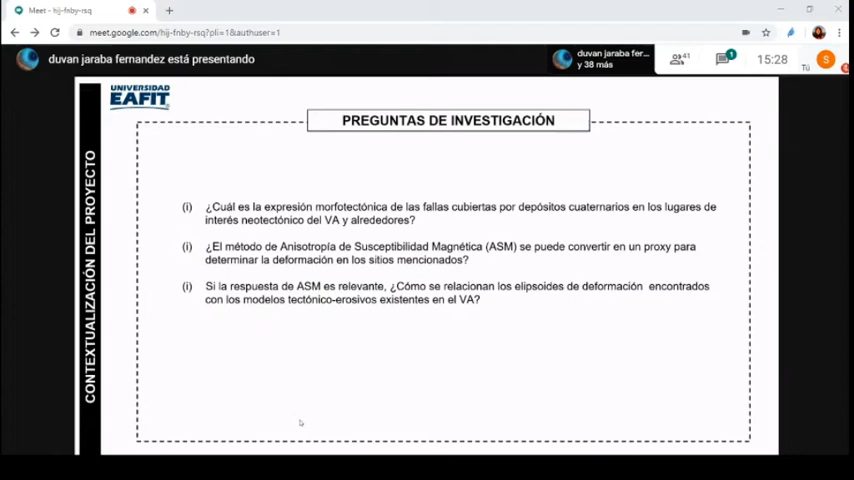 Meet - hij-fnby-rsq
meet.google.com/hij-fnby-rsq?pli=1&authuser=1
duvan jaraba fernandez está presentando
duvan jaraba fer...
y 38 más
41
1
15:28
Tú
S
UNIVERSIDAD
EAFIT
CONTEXTUALIZACIÓN DEL PROYECTO
PREGUNTAS DE INVESTIGACIÓN
(i) ¿Cuál es la expresión morfotectónica de las fallas cubiertas por depósitos cuaternarios en los lugares de
interés neotectónico del VA y alrededores?
(i) ¿El método de Anisotropía de Susceptibilidad Magnética (ASM) se puede convertir en un proxy para
determinar la deformación en los sitios mencionados?
(i) Si la respuesta de ASM es relevante, ¿Cómo se relacionan los elipsoides de deformación encontrados
con los modelos tectónico-erosivos existentes en el VA?